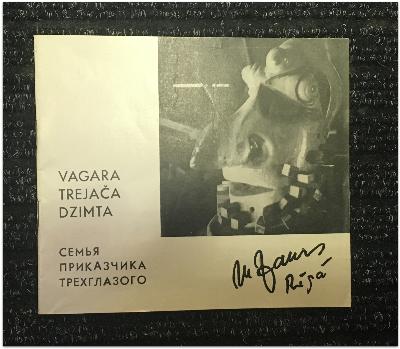 VAGARA
TREJAČA
DZIMTA
СЕМЬЯ
ПРИКАЗЧИКА
ТРЕХГЛАЗОГО
Rīgā